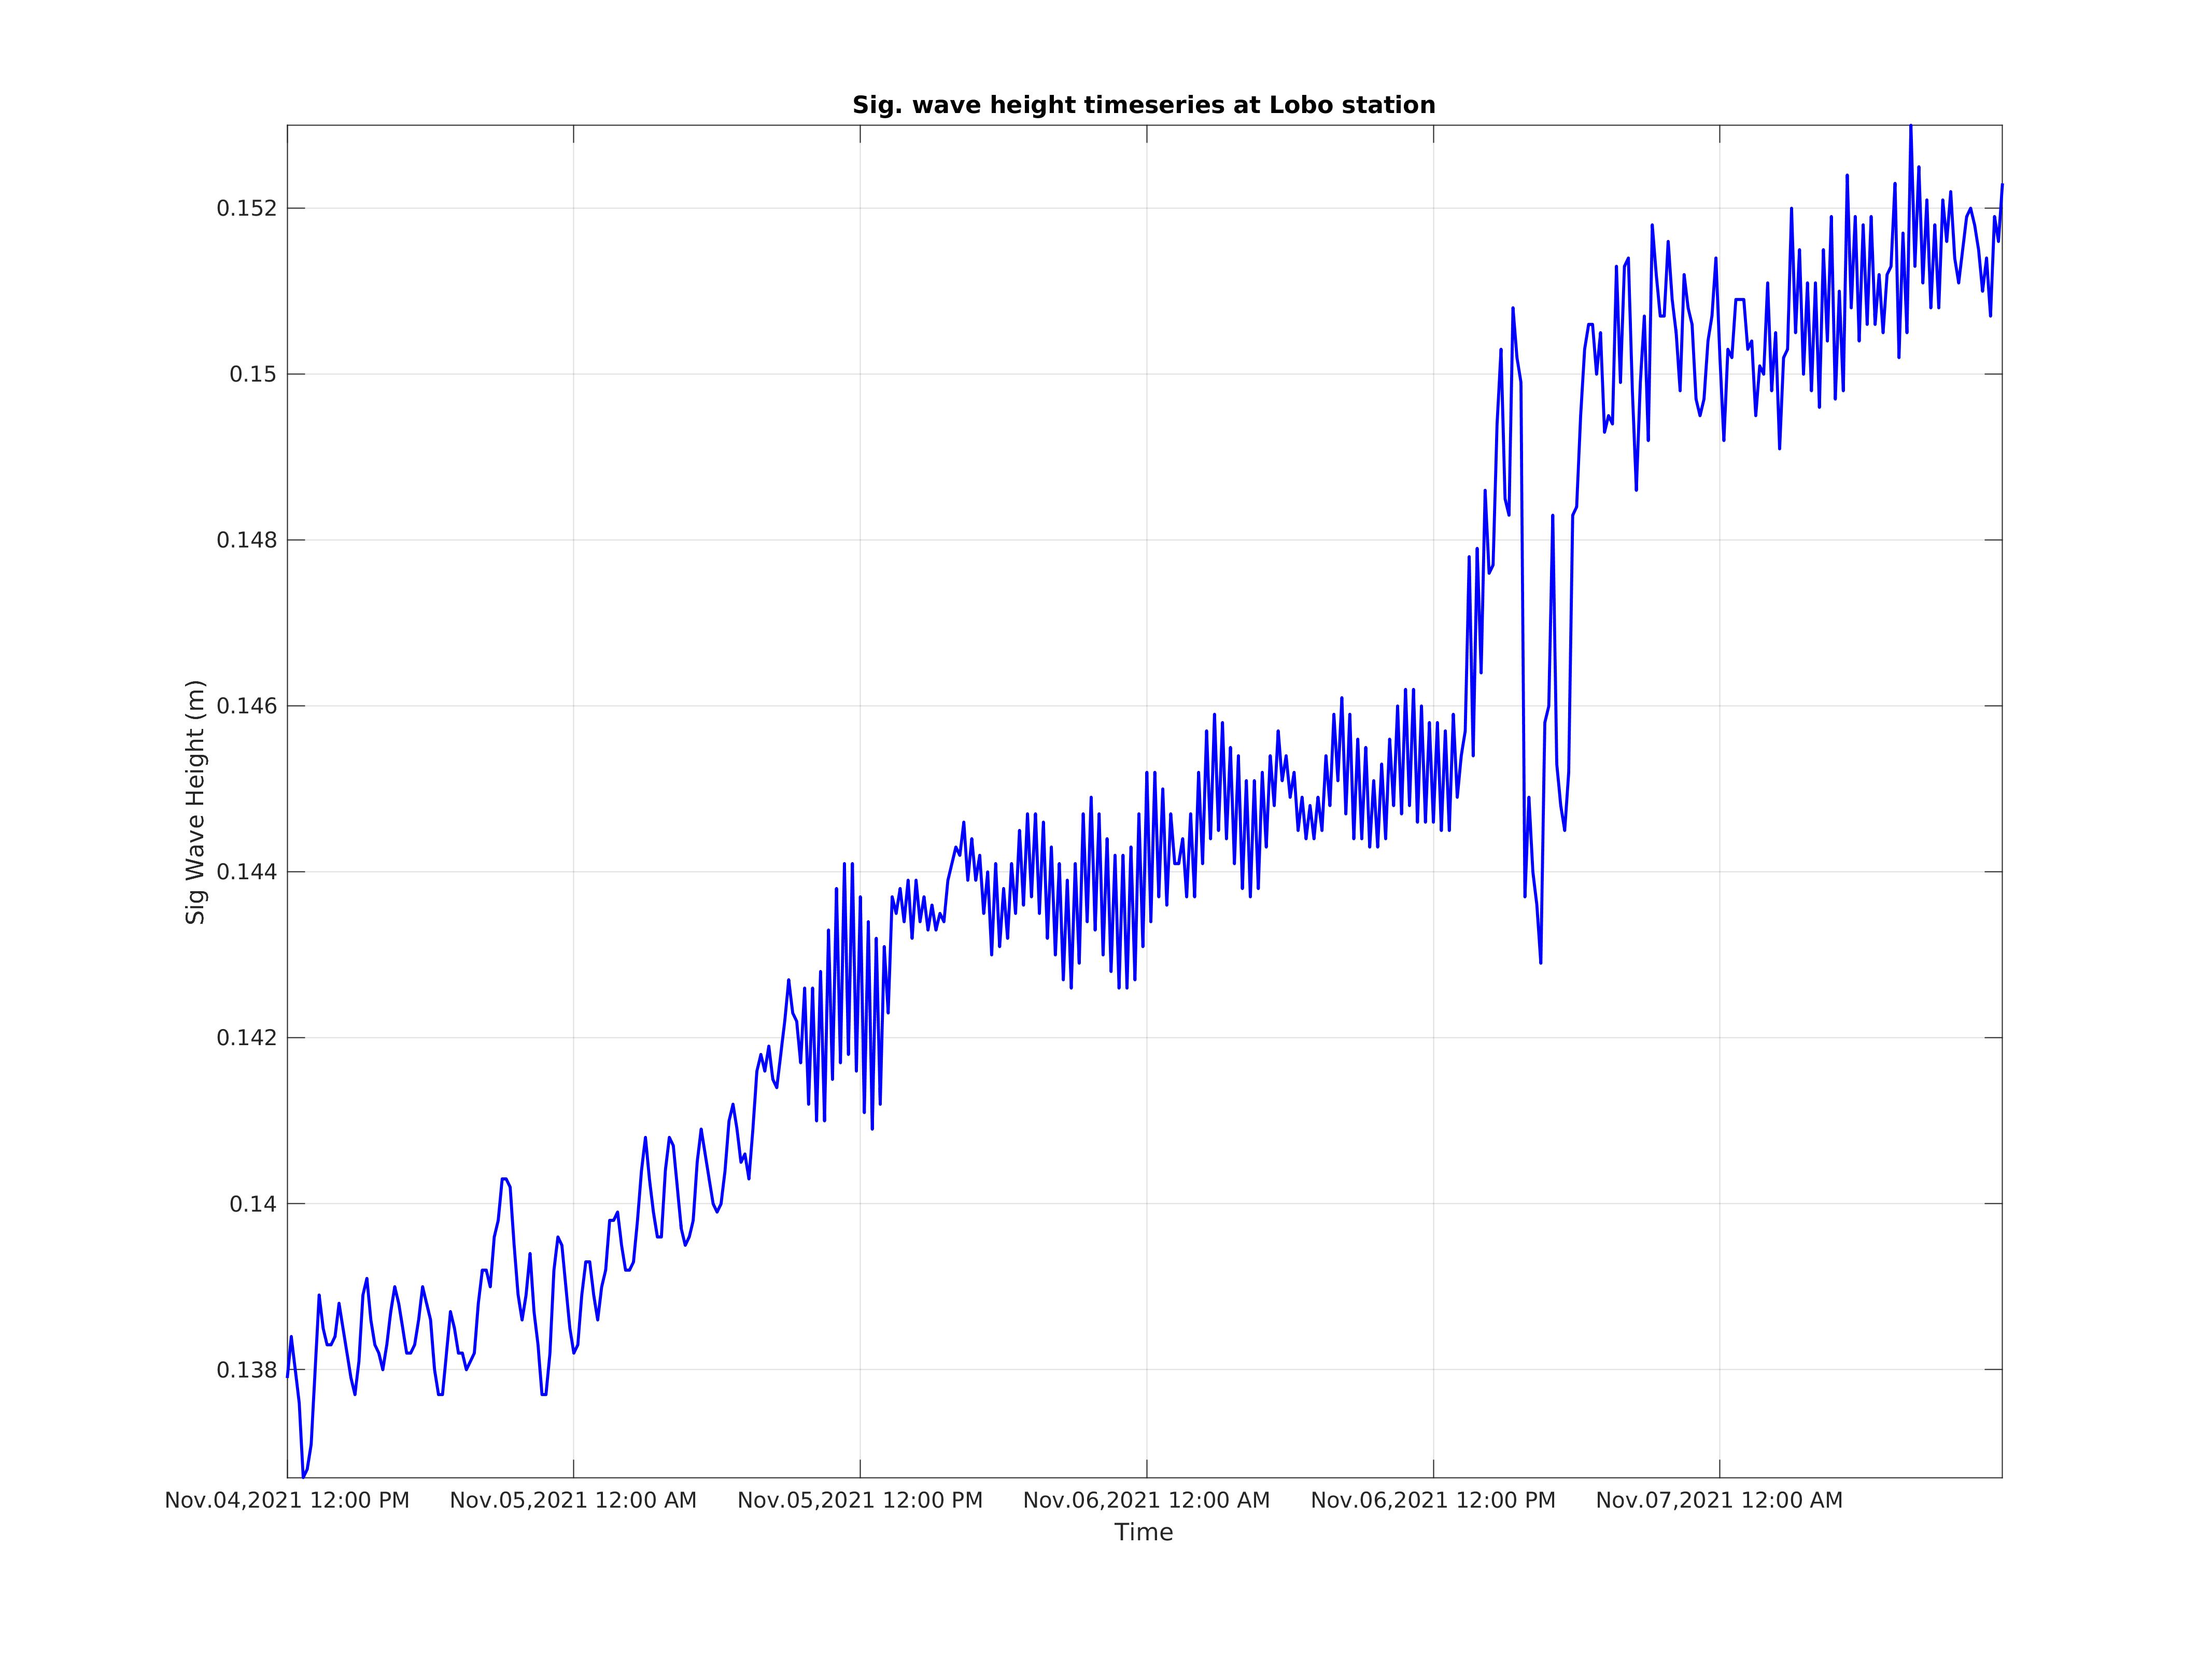 Sig. wave height timeseries at Lobo station
0.152
0.15
0.148
0.146
0.144
0.142
0.14
0.138
Sig Wave Height (m)
Nov.04,2021 12:00 PM Nov.05,2021 12:00 AM Nov.05,2021 12:00 PM Nov.06,2021 12:00 AM Nov.06,2021 12:00 PM Nov.07,2021 12:00 AM
Time